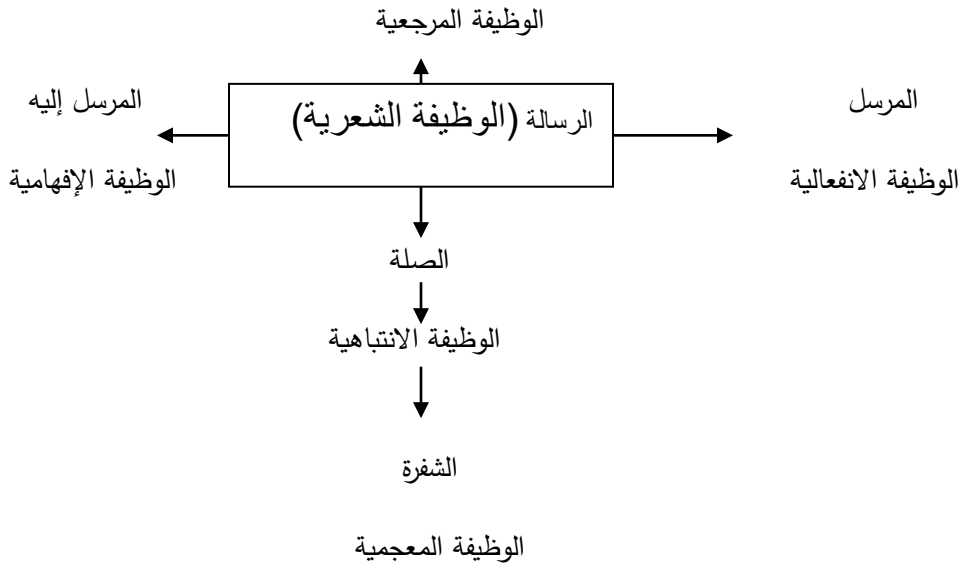 الوظيفة المرجعية
المرسل
المرسل إليه
الرسالة (الوظيفة الشعرية)
الوظيفة الانفعالية
الوظيفة الإفهامية
الصلة
الوظيفة الانتباهية
الشفرة
الوظيفة المعجمية